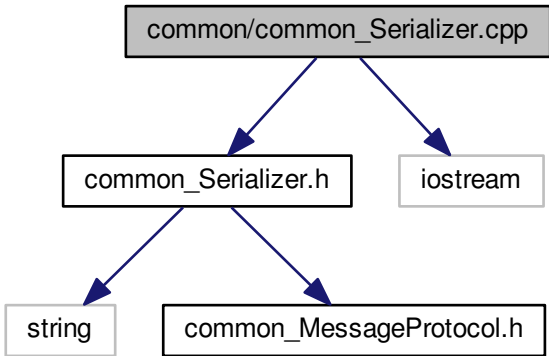 common/common_Serializer.cpp
common_Serializer.h
iostream
string
common_MessageProtocol.h